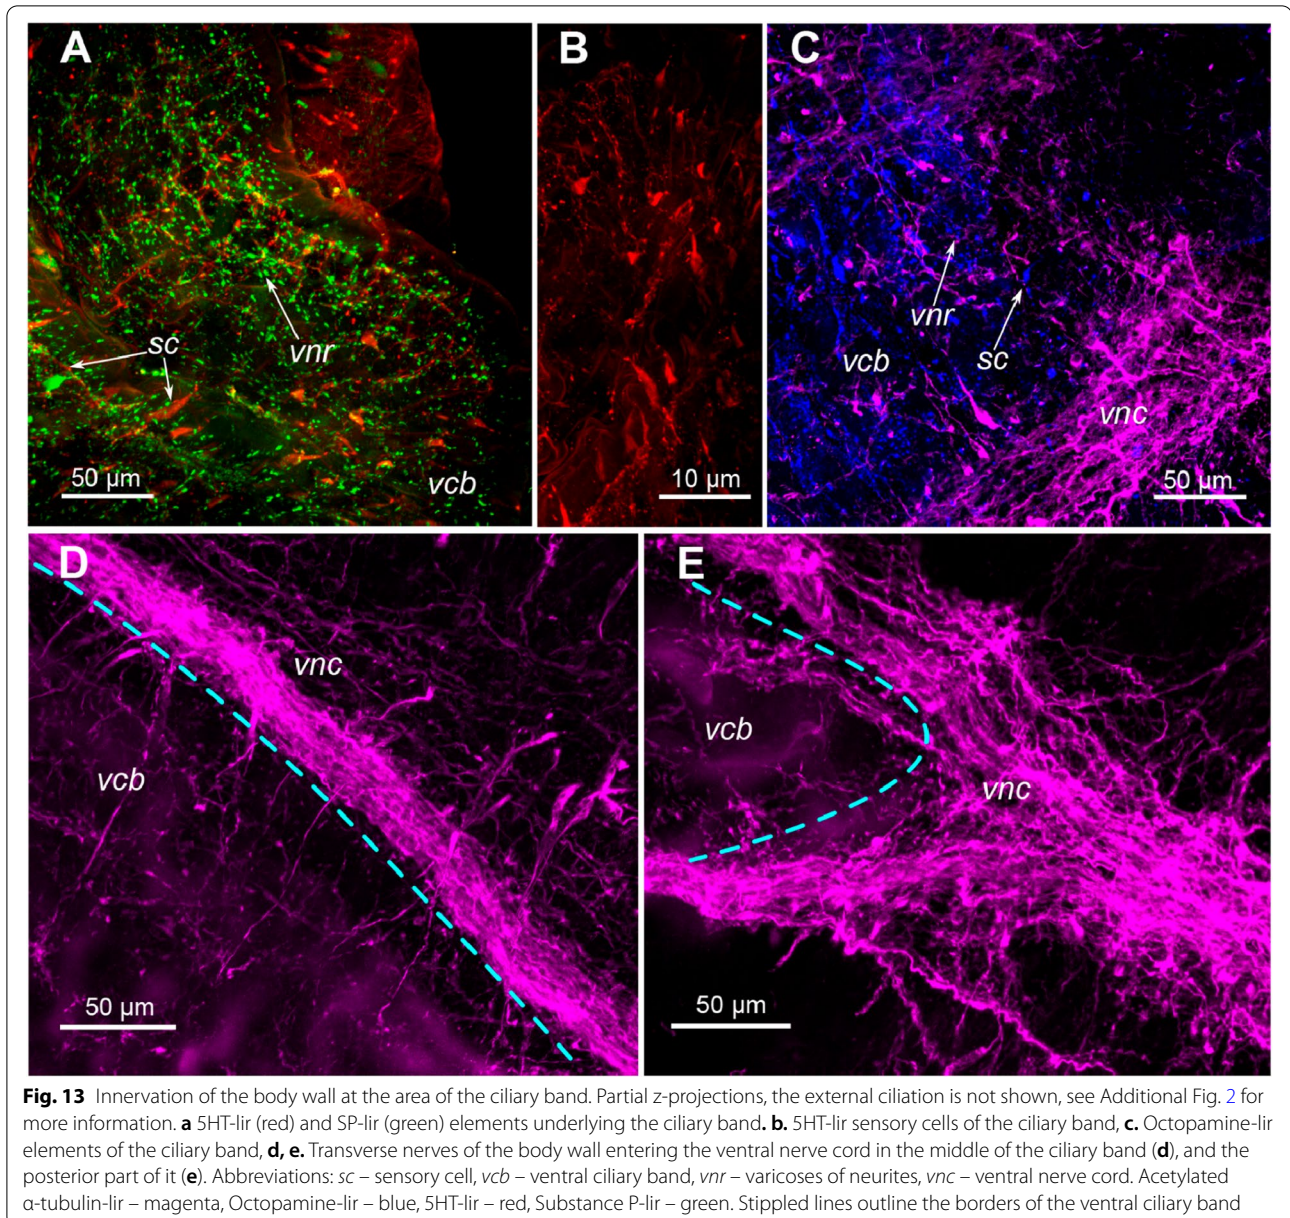 A
B
C
vnr
sc
vnr
vcb
sc
vnc
vcb
50 µm
10 µm
50 µm
D
E
vnc
vcb
vcb
vnc
50 µm
50 µm
Fig. 13 Innervation of the body wall at the area of the ciliary band. Partial z-projections, the external ciliation is not shown, see Additional Fig. 2 for
more information. a 5HT-lir (red) and SP-lir (green) elements underlying the ciliary band. b. 5HT-lir sensory cells of the ciliary band, c. Octopamine-lir
elements of the ciliary band, d, e. Transverse nerves of the body wall entering the ventral nerve cord in the middle of the ciliary band (d), and the
posterior part of it (e). Abbreviations: sc – sensory cell, vcb – ventral ciliary band, vnr – varicoses of neurites, vnc – ventral nerve cord. Acetylated
α-tubulin-lir – magenta, Octopamine-lir – blue, 5HT-lir – red, Substance P-lir – green. Stippled lines outline the borders of the ventral ciliary band